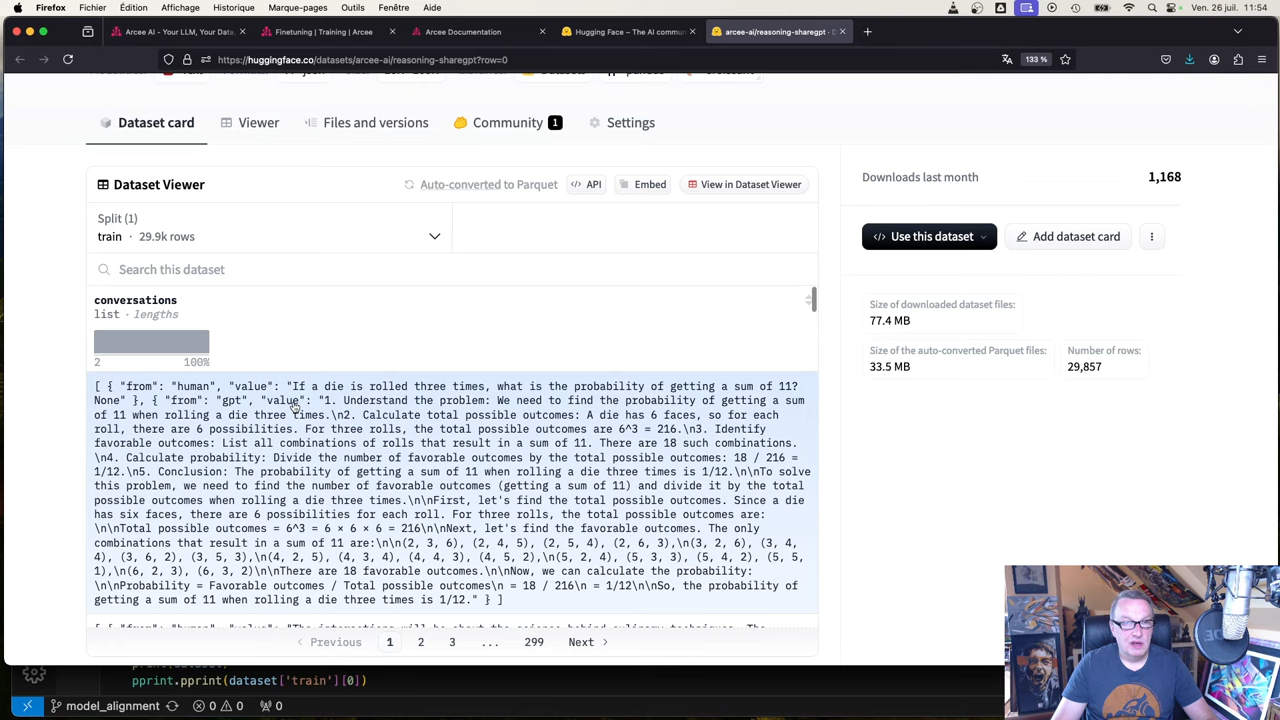 Firefox Fichier Édition Affichage Historique Marque-pages Outils Fenêtre Aide Ven. 26 juil. 11:54
Arcee AI - Your LLM, Your Data, Finetuning | Training | Arcee Arcee Documentation Hugging Face – The AI commun arcee-ai/reasoning-sharegpt · D
https://huggingface.co/datasets/arcee-ai/reasoning-sharegpt?row=0 133 %
Dataset card Viewer Files and versions Community 1 Settings
Dataset Viewer Auto-converted to Parquet API Embed View in Dataset Viewer
Downloads last month 1,168
Split (1)
train · 29.9k rows
Use this dataset Add dataset card
Search this dataset
conversations
list · lengths
2 100%
Size of downloaded dataset files:
77.4 MB
Size of the auto-converted Parquet files:
33.5 MB
Number of rows:
29,857
[ { "from": "human", "value": "If a die is rolled three times, what is the probability of getting a sum of 11?
None" }, { "from": "gpt", "value": "1. Understand the problem: We need to find the probability of getting a sum
of 11 when rolling a die three times.\n2. Calculate total possible outcomes: A die has 6 faces, so for each
roll, there are 6 possibilities. For three rolls, the total possible outcomes are 6^3 = 216.\n3. Identify
favorable outcomes: List all combinations of rolls that result in a sum of 11. There are 18 such combinations.
\n4. Calculate probability: Divide the number of favorable outcomes by the total possible outcomes: 18 / 216 =
1/12.\n5. Conclusion: The probability of getting a sum of 11 when rolling a die three times is 1/12.\n\nTo solve
this problem, we need to find the number of favorable outcomes (getting a sum of 11) and divide it by the total
possible outcomes when rolling a die three times.\n\nFirst, let's find the total possible outcomes. Since a die
has six faces, there are 6 possibilities for each roll. For three rolls, the total possible outcomes are:
\n\nTotal possible outcomes = 6^3 = 6 × 6 × 6 = 216\n\nNext, let's find the favorable outcomes. The only
combinations that result in a sum of 11 are:\n\n(2, 3, 6), (2, 4, 5), (2, 5, 4), (2, 6, 3),\n(3, 2, 6), (3, 4,
4), (3, 6, 2), (3, 5, 3),\n(4, 2, 5), (4, 3, 4), (4, 4, 3), (4, 5, 2),\n(5, 2, 4), (5, 3, 3), (5, 4, 2), (5, 5,
1),\n(6, 2, 3), (6, 3, 2)\n\nThere are 18 favorable outcomes.\n\nNow, we can calculate the probability:
\n\nProbability = Favorable outcomes / Total possible outcomes\n = 18 / 216\n = 1/12\n\nSo, the probability of
getting a sum of 11 when rolling a die three times is 1/12." } ]
Previous 1 2 3 ... 299 Next
pprint.pprint(dataset['train'][0])
model_alignment 0 0 0